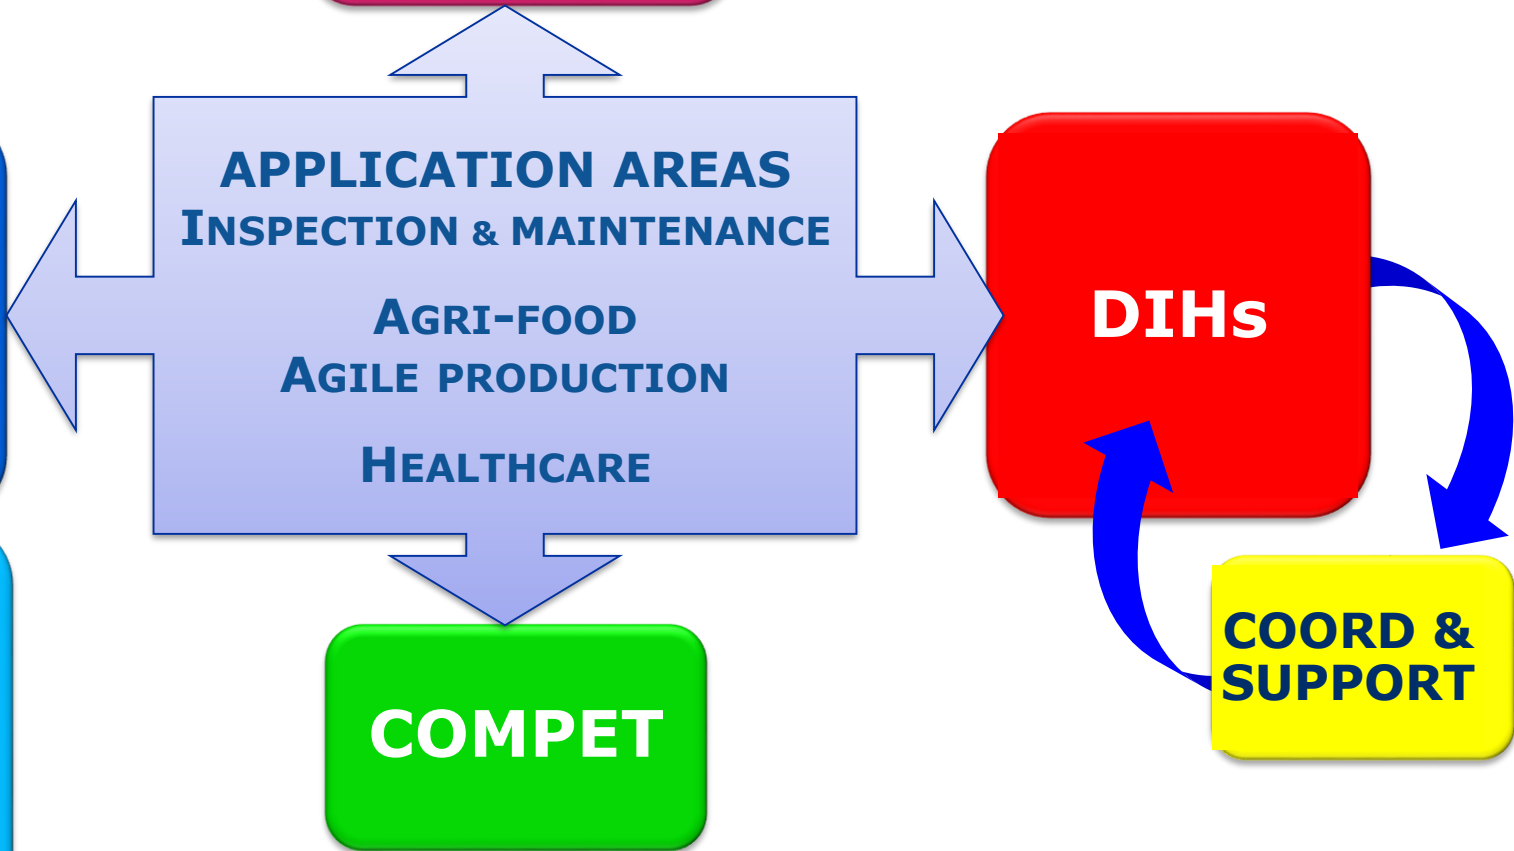 APPLICATION AREAS
INSPECTION & MAINTENANCE
AGRI-FOOD
AGILE PRODUCTION
HEALTHCARE
DIHs
COORD &
SUPPORT
COMPET